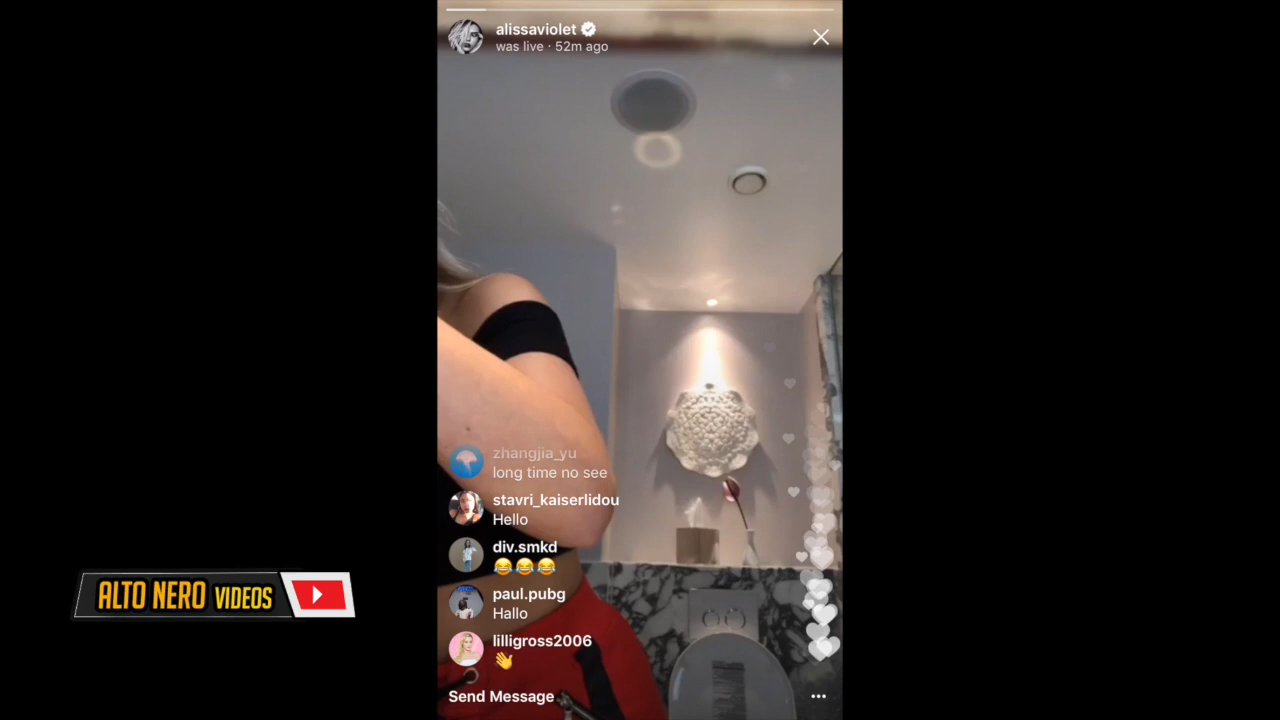 alissaviolet
was live · 52m ago
zhangjia_yu
long time no see
stavri_kaiserlidou
Hello
div.smkd
😂😂😂
paul.pubg
Hallo
lilligross2006
👋
Send Message
ALTO NERO VIDEOS